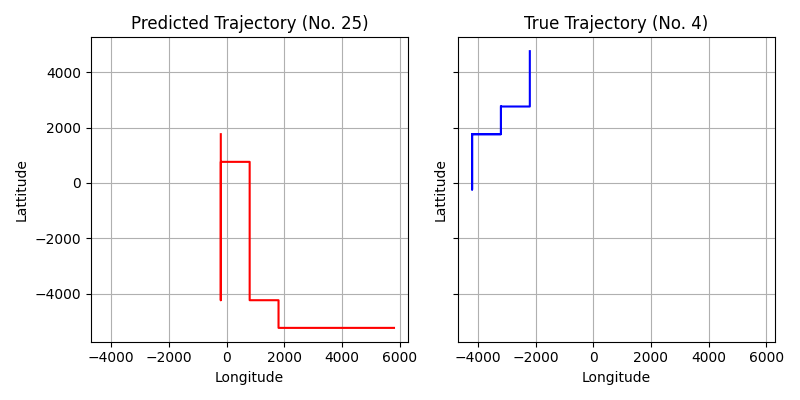 Predicted Trajectory (No. 25)
True Trajectory (No. 4)
4000
2000
0
−2000
−4000
Lattitude
Lattitude
−4000 −2000 0 2000 4000 6000
−4000 −2000 0 2000 4000 6000
Longitude
Longitude